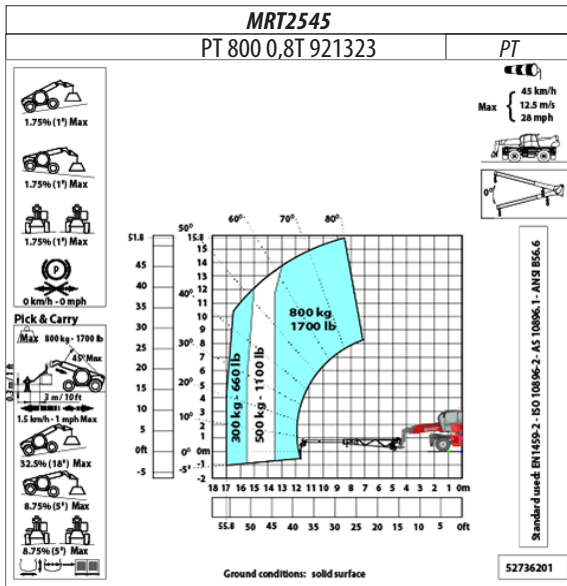 MRT2545
PT 800 0,8T 921323
PT
1.75% (1°) Max
1.75% (1°) Max
1.75% (1°) Max
P
0 km/h - 0 mph
Pick & Carry
Max 800 kg - 1700 lb
45° Max
0.3 m / 1 ft
3 m / 10 ft
1.5 km/h - 1 mph Max
32.5% (18°) Max
8.75% (5°) Max
8.75% (5°) Max
Max
45 km/h
12.5 m/s
28 mph
0°
60°
70°
80°
50°
40°
30°
20°
10°
0°
-5°
51.8
45
40
35
30
25
20
15
10
5
0ft
-5
15.8
15
14
13
12
11
10
9
8
7
6
5
4
3
2
1
0m
-1
-2
300 kg - 660 lb
500 kg - 1100 lb
800 kg
1700 lb
18 17 16 15 14 13 12 11 10 9 8 7 6 5 4 3 2 1 0m
55.8 50 45 40 35 30 25 20 15 10 5 0ft
Ground conditions: solid surface
Standard used: EN1459-2 - ISO 10896-2 - AS 10896.1 - ANSI B56.6
52736201